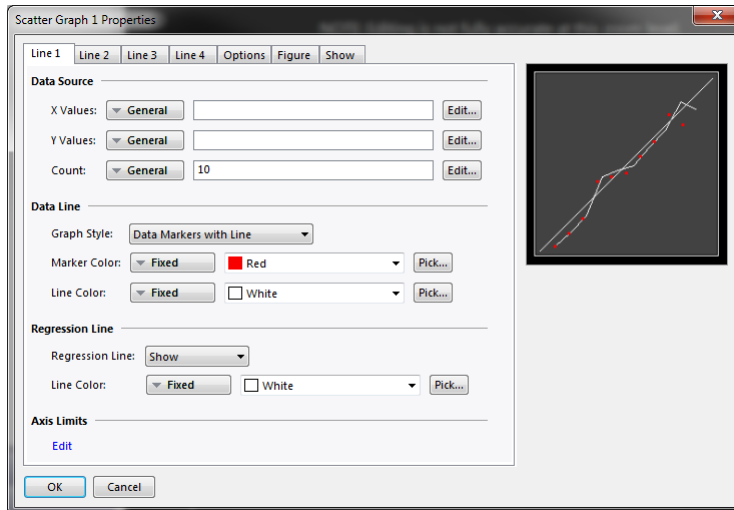 Scatter Graph 1 Properties
Line 1 Line 2 Line 3 Line 4 Options Figure Show
Data Source
X Values: General Edit...
Y Values: General Edit...
Count: General 10 Edit...
Data Line
Graph Style: Data Markers with Line
Marker Color: Fixed Red Pick...
Line Color: Fixed White Pick...
Regression Line
Regression Line: Show
Line Color: Fixed White Pick...
Axis Limits
Edit
OK Cancel